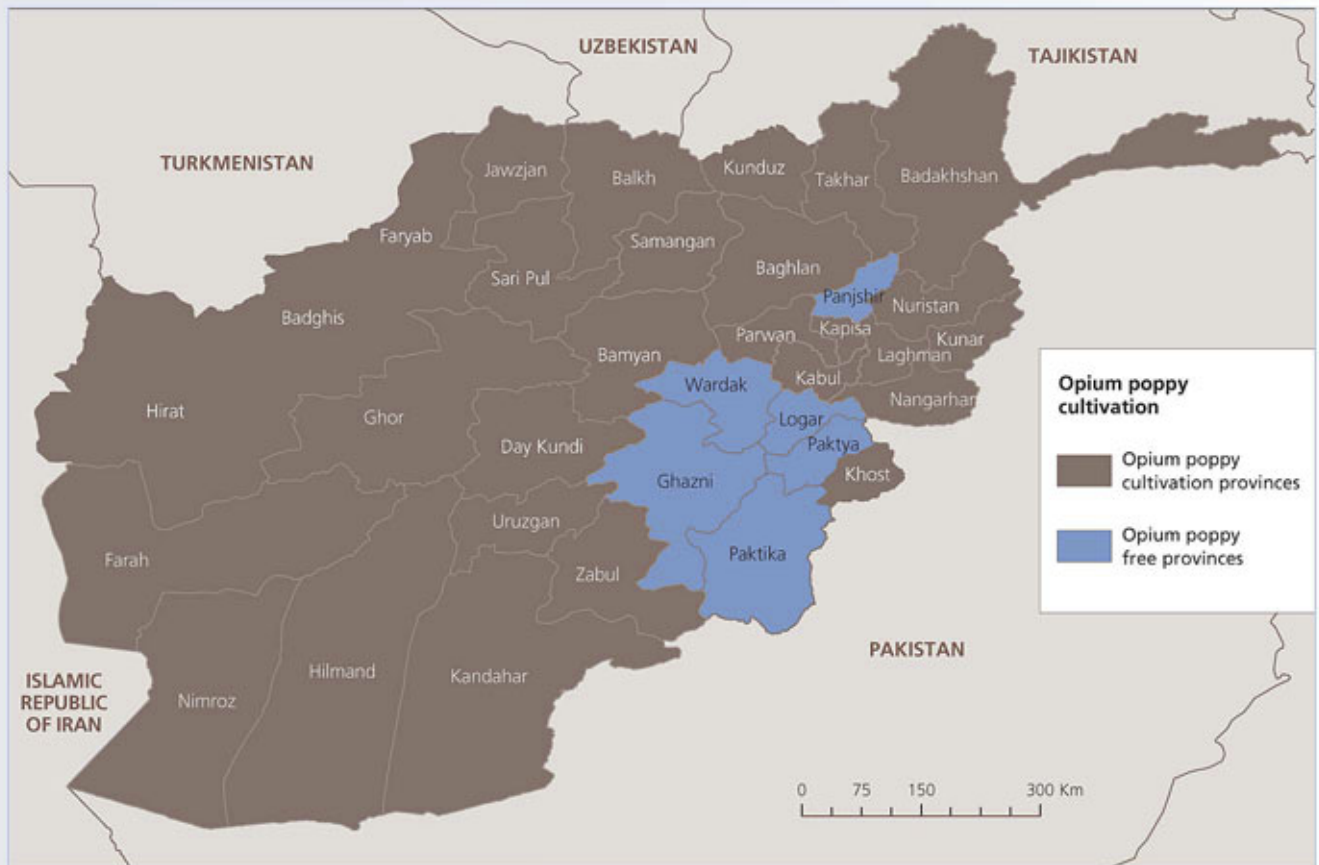 UZBEKISTAN
TAJIKISTAN
TURKMENISTAN
Jawzjan
Balkh
Kunduz
Takhar
Badakhshan
Faryab
Samangan
Sari Pul
Baghlan
Panjshir
Nuristan
Badghis
Parwan
Kapisa
Kunar
Bamyan
Laghman
Wardak
Kabul
Nangarhar
Hirat
Ghor
Logar
Day Kundi
Paktya
Ghazni
Khost
Uruzgan
Farah
Zabul
Paktika
Hilmand
Kandahar
Nimroz
PAKISTAN
ISLAMIC
REPUBLIC
OF IRAN
Opium poppy
cultivation
Opium poppy
cultivation provinces
Opium poppy
free provinces
0 75 150 300 Km